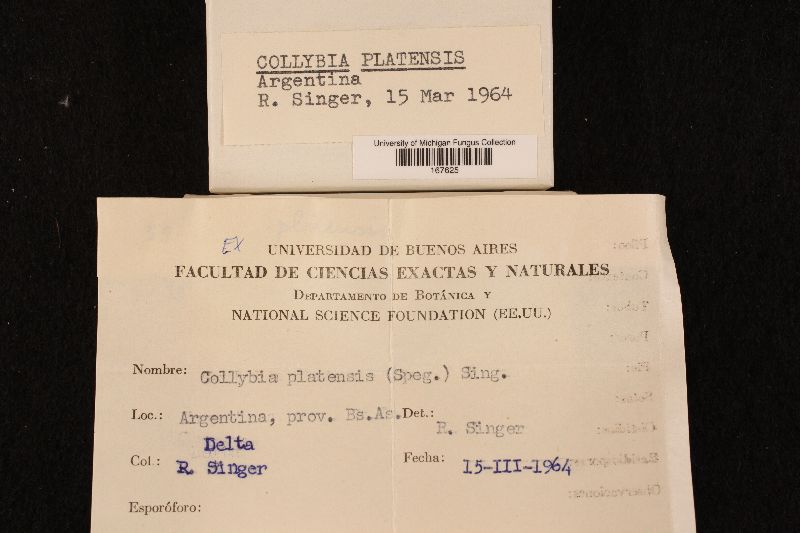 COLLYBIA PLATENSIS
Argentina
R. Singer, 15 Mar 1964
University of Michigan Fungus Collection
167625
EX
UNIVERSIDAD DE BUENOS AIRES
FACULTAD DE CIENCIAS EXACTAS Y NATURALES
DEPARTAMENTO DE BOTÁNICA Y
NATIONAL SCIENCE FOUNDATION (EE.UU.)
Nombre: Collybia platensis (Speg.) Sing.
Loc.: Argentina, prov. Bs.As. Det.: R. Singer
Delta
Col.: R. Singer Fecha: 15-III-1964
Esporóforo: